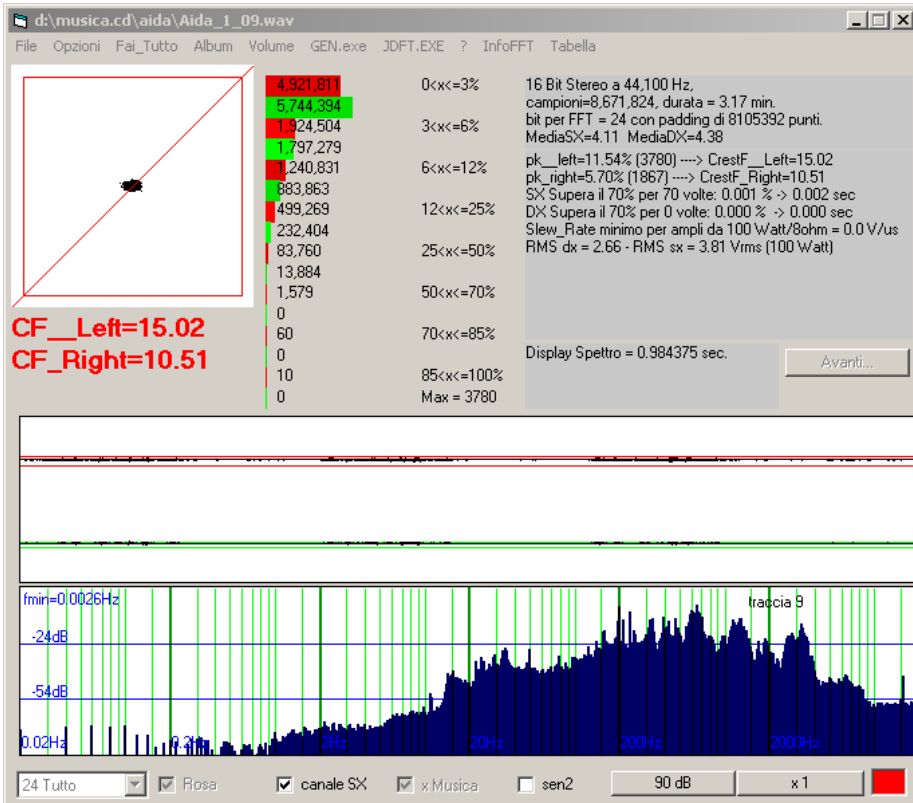 d:\musica.cd\aida\Aida_1_09.wav
File Opzioni Fai_Tutto Album Volume GEN.exe JDFT.EXE ? InfoFFT Tabella
4,921,811 0<x<=3%
5,744,394
1,924,504 3<x<=6%
1,797,279
1,240,831 6<x<=12%
883,863
499,269 12<x<=25%
232,404
83,760 25<x<=50%
13,884
1,579 50<x<=70%
0
60 70<x<=85%
0
10 85<x<=100%
0 Max = 3780
16 Bit Stereo a 44,100 Hz,
campioni=8,671,824, durata = 3.17 min.
bit per FFT = 24 con padding di 8105392 punti.
MediaSX=4.11 MediaDX=4.38
pk__left=11.54% (3780) ----> CrestF__Left=15.02
pk_right=5.70% (1867) ----> CrestF_Right=10.51
SX Supera il 70% per 70 volte: 0.001 % -> 0.002 sec
DX Supera il 70% per 0 volte: 0.000 % -> 0.000 sec
Slew_Rate minimo per ampli da 100 Watt/8ohm = 0.0 V/us
RMS dx = 2.66 - RMS sx = 3.81 Vrms (100 Watt)
CF__Left=15.02
CF_Right=10.51
Display Spettro = 0.984375 sec.
Avanti...
fmin=0.0026Hz
traccia 9
-24dB
-54dB
0.02Hz 0.2Hz 2Hz 20Hz 200Hz 2000Hz
24 Tutto Rosa canale SX x Musica sen2 90 dB x 1